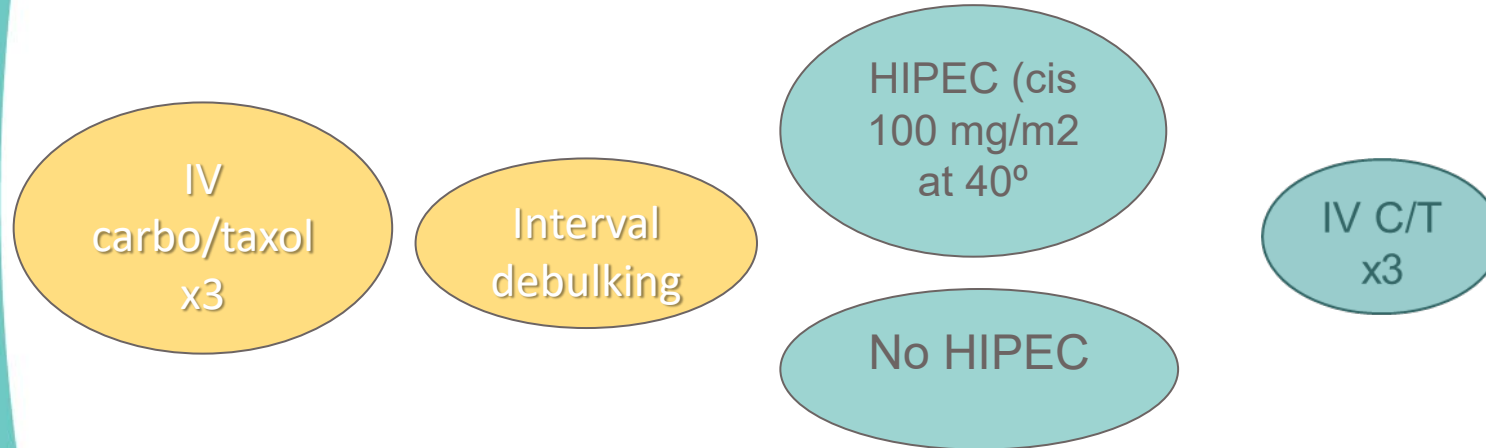 IV
carbo/taxol
x3
Interval
debulking
HIPEC (cis
100 mg/m2
at 40º
No HIPEC
IV C/T
x3